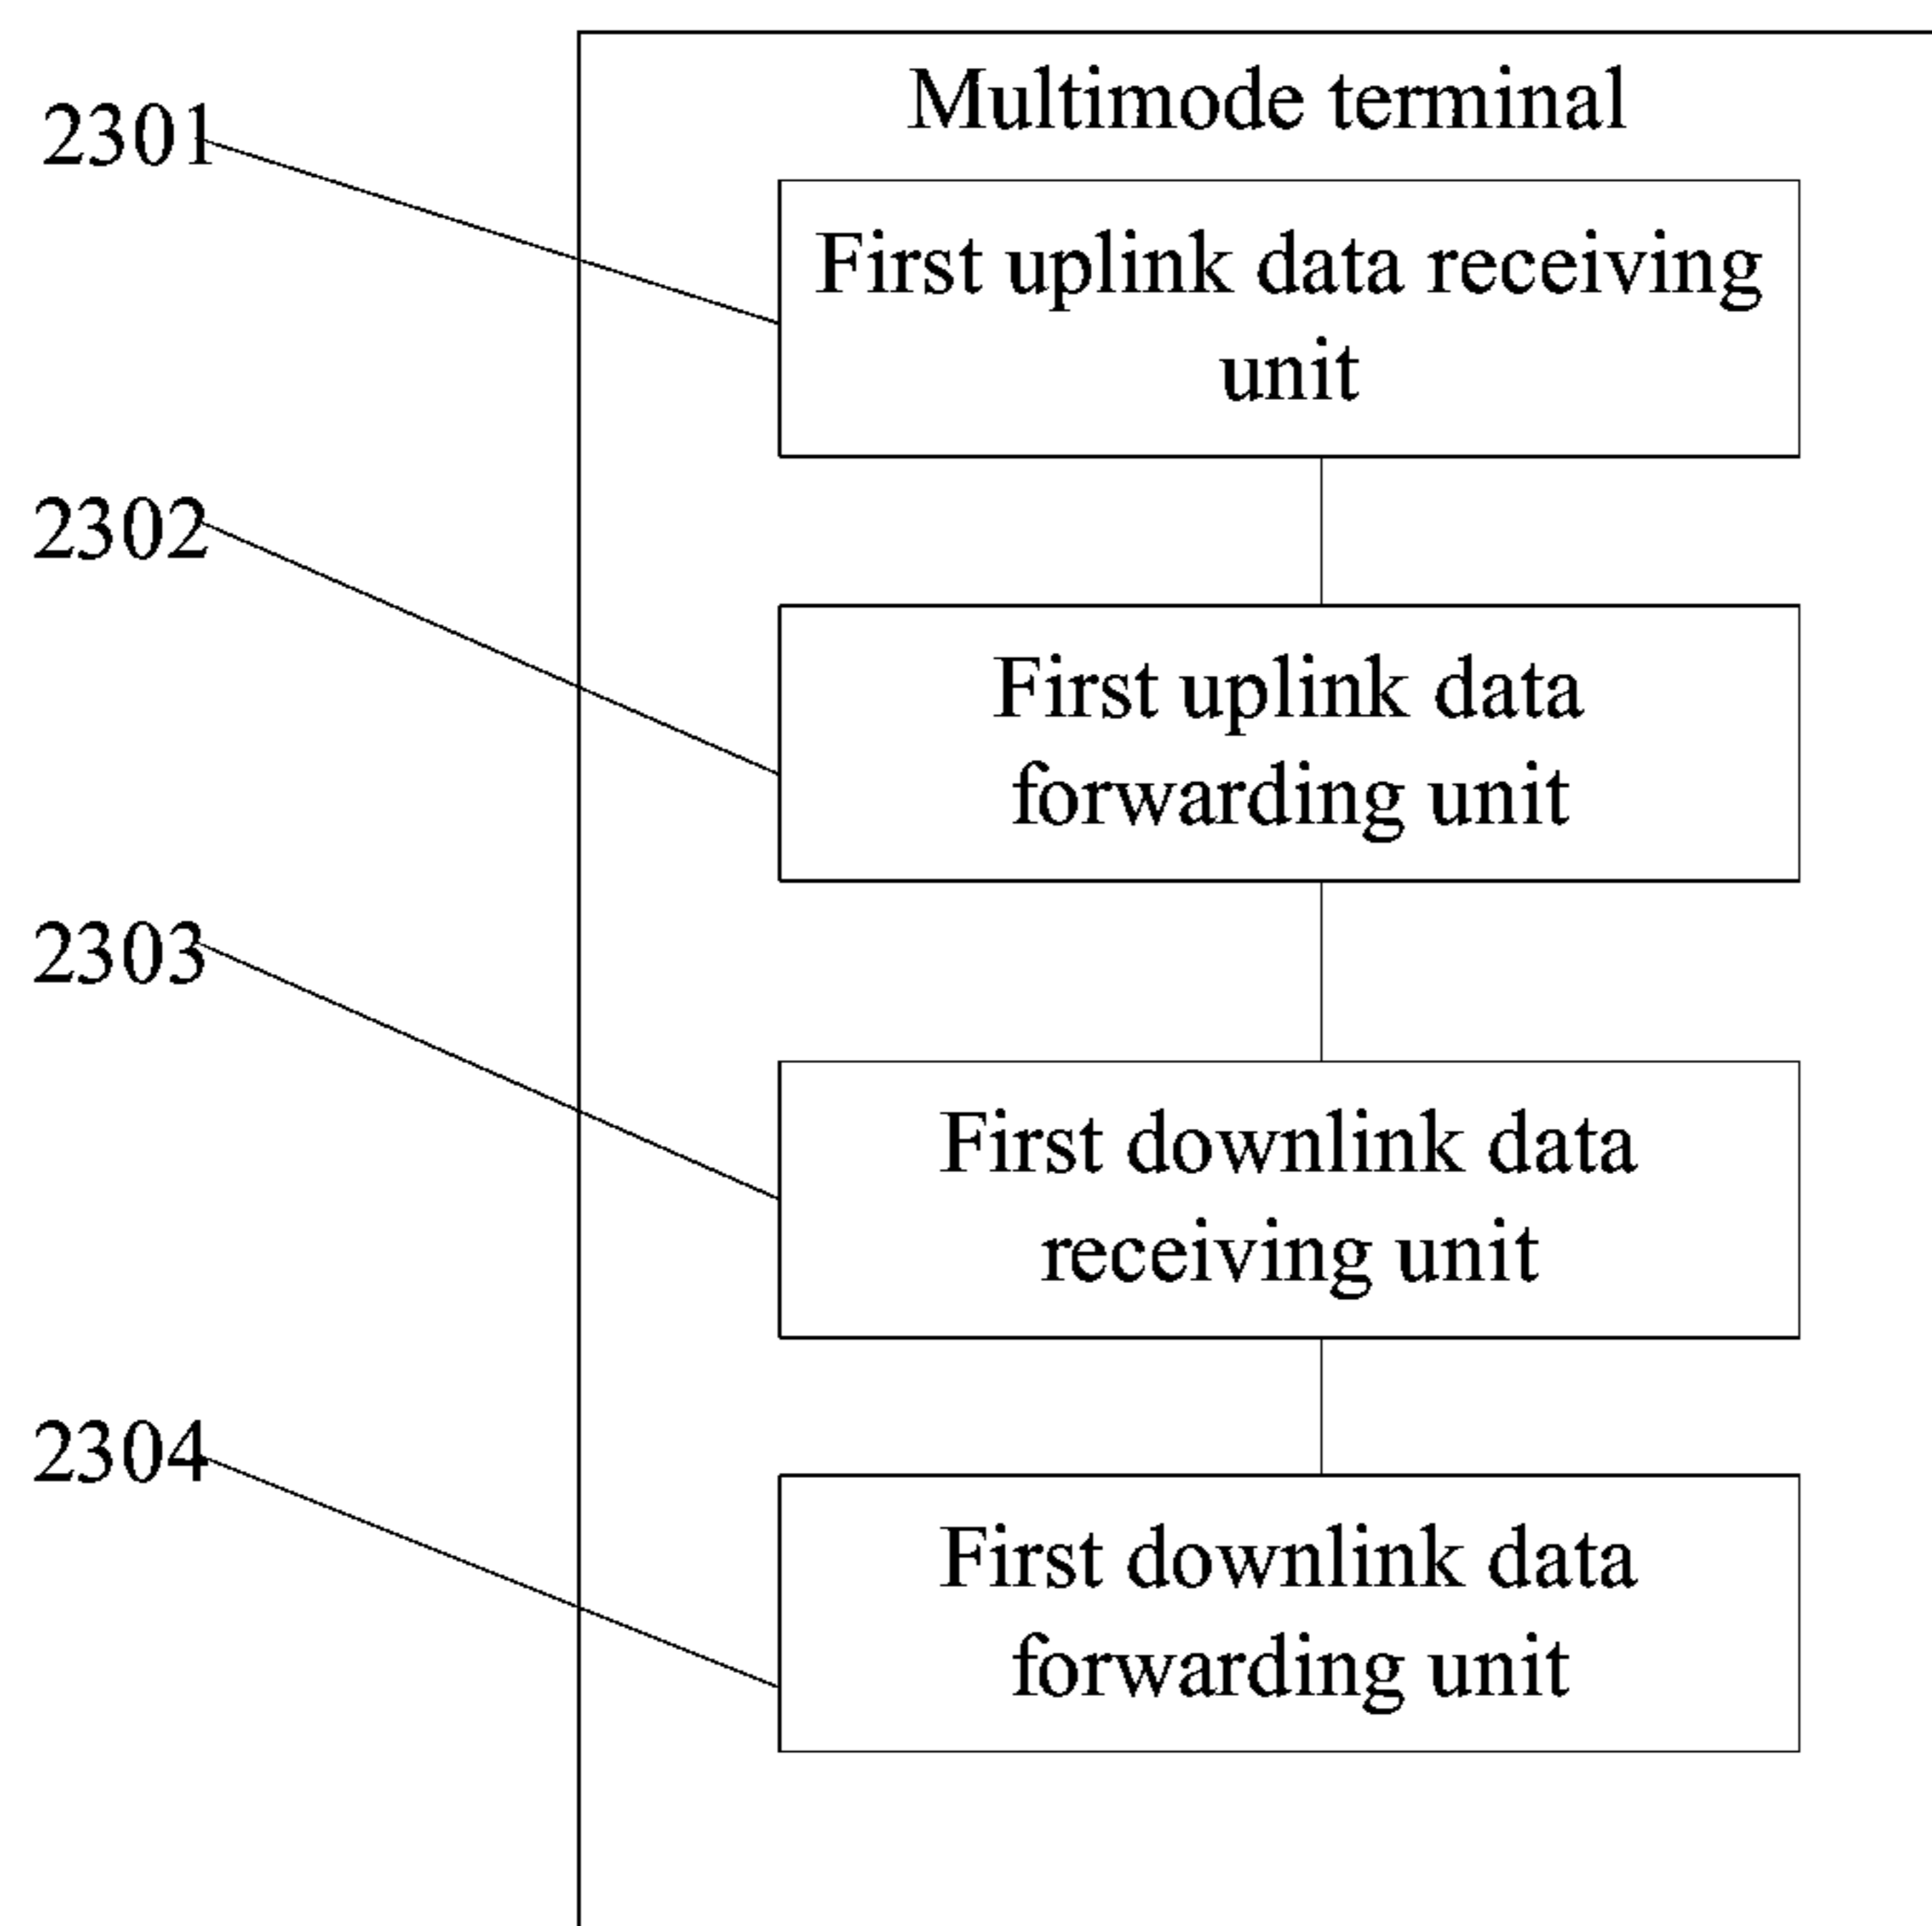 Multimode terminal
2301
First uplink data receiving
unit
2302
First uplink data
forwarding unit
2303
First downlink data
receiving unit
2304
First downlink data
forwarding unit